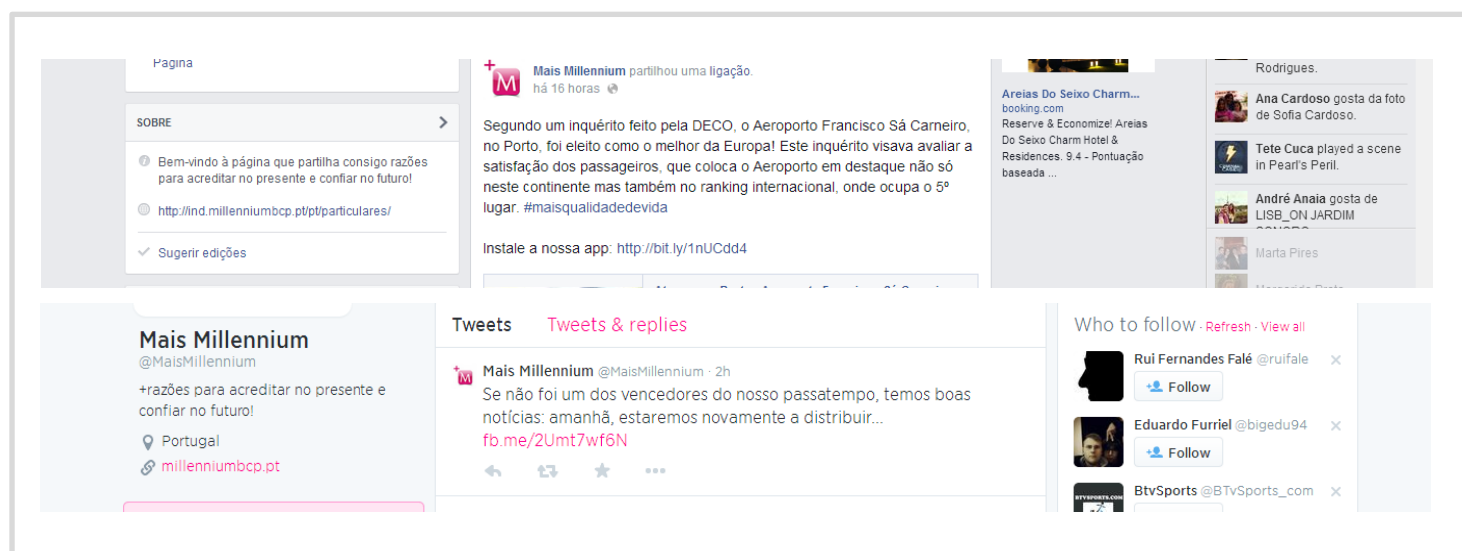 Página
SOBRE
Bem-vindo à página que partilha consigo razões
para acreditar no presente e confiar no futuro!
http://ind.millenniumbcp.pt/pt/particulares/
Sugerir edições
Mais Millennium partilhou uma ligação.
há 16 horas
Segundo um inquérito feito pela DECO, o Aeroporto Francisco Sá Carneiro,
no Porto, foi eleito como o melhor da Europa! Este inquérito visava avaliar a
satisfação dos passageiros, que coloca o Aeroporto em destaque não só
neste continente mas também no ranking internacional, onde ocupa o 5º
lugar. #maisqualidadedevida
Instale a nossa app: http://bit.ly/1nUCdd4
Areias Do Seixo Charm...
booking.com
Reserve & Economize! Areias
Do Seixo Charm Hotel &
Residences. 9.4 - Pontuação
baseada ...
Rodrigues.
Ana Cardoso gosta da foto
de Sofia Cardoso.
Tete Cuca played a scene
in Pearl's Peril.
André Anaia gosta de
LISB_ON JARDIM
Marta Pires
Mais Millennium
@MaisMillennium
+razões para acreditar no presente e
confiar no futuro!
Portugal
millenniumbcp.pt
Tweets Tweets & replies
Mais Millennium @MaisMillennium · 2h
Se não foi um dos vencedores do nosso passatempo, temos boas
notícias: amanhã, estaremos novamente a distribuir...
fb.me/2Umt7wf6N
Who to follow · Refresh · View all
Rui Fernandes Falé @ruifale
Follow
Eduardo Furriel @bigedu94
Follow
BtvSports @BTvSports_com